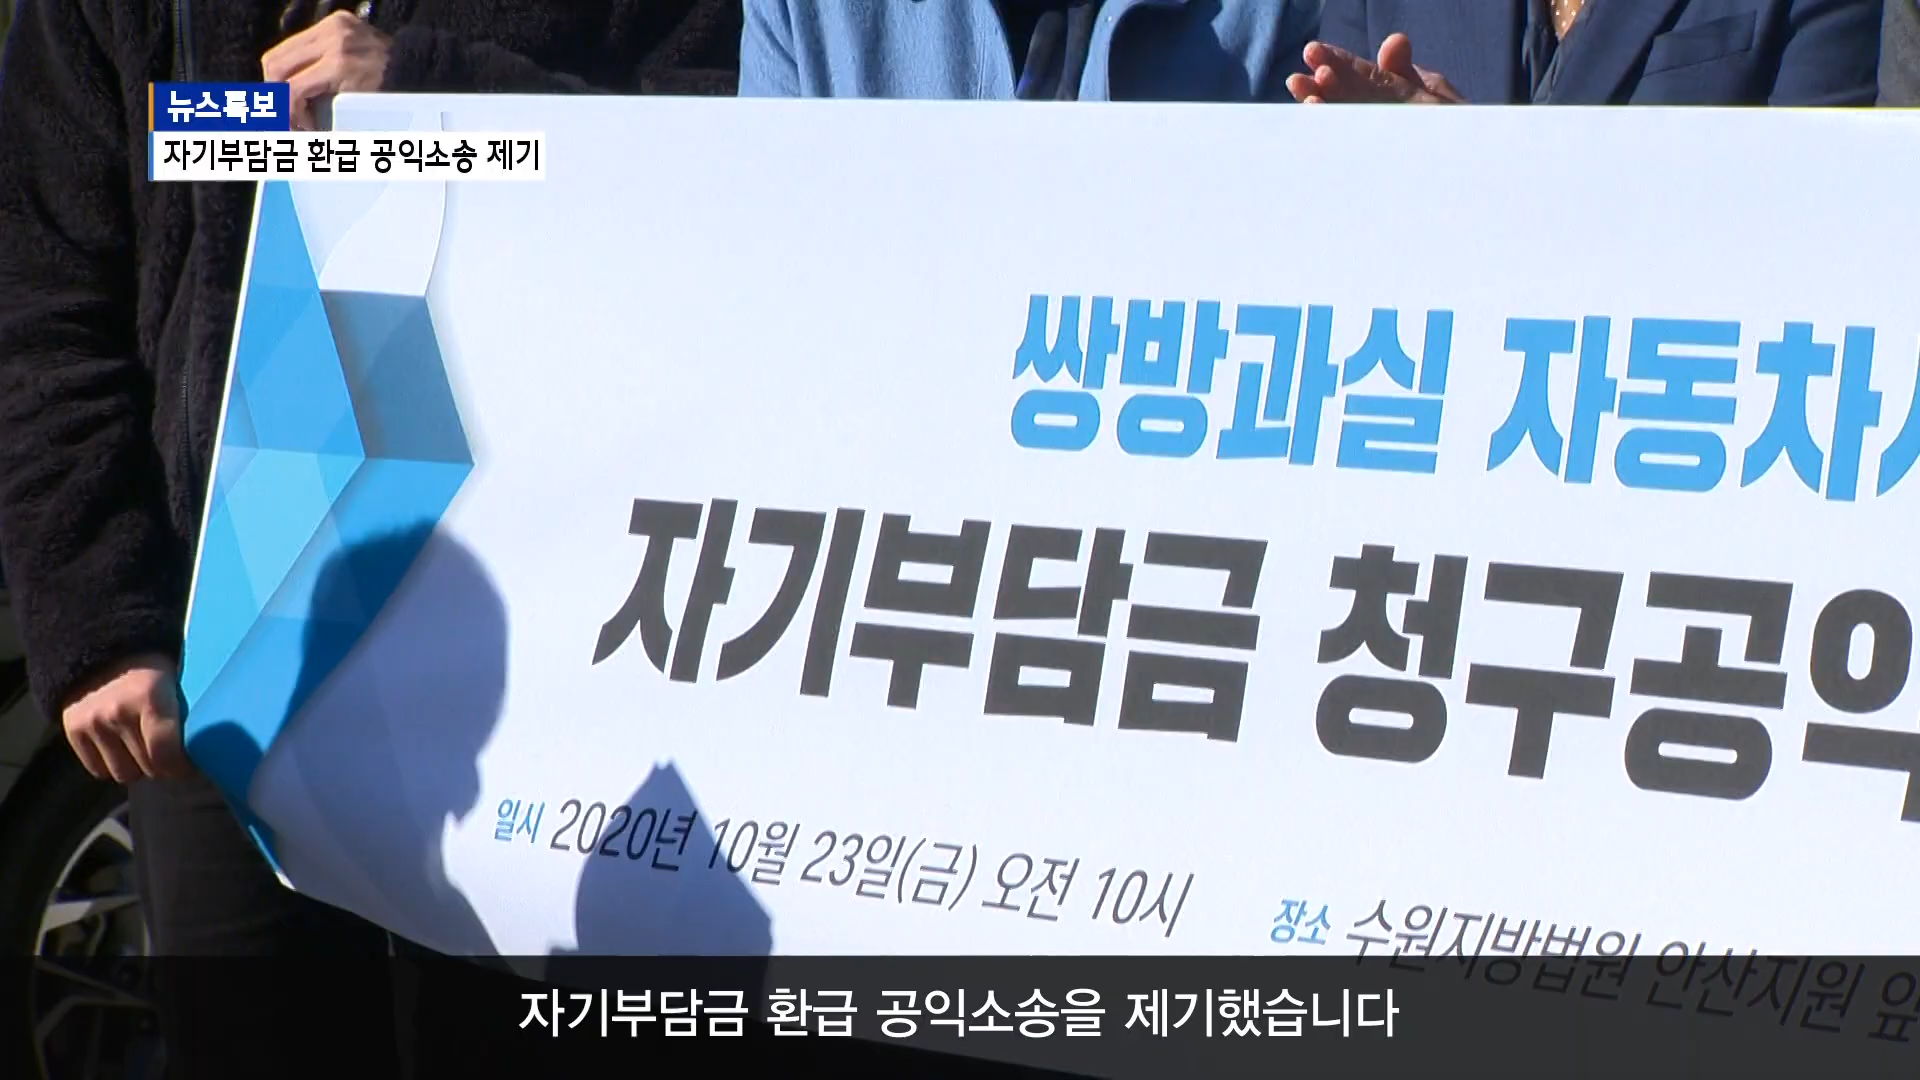 뉴스특보
자기부담금 환급 공익소송 제기
쌍방과실 자동차
자기부담금 청구공익
일시 2020년 10월 23일(금) 오전 10시
장소 수원지방법원 안산지원 앞
자기부담금 환급 공익소송을 제기했습니다